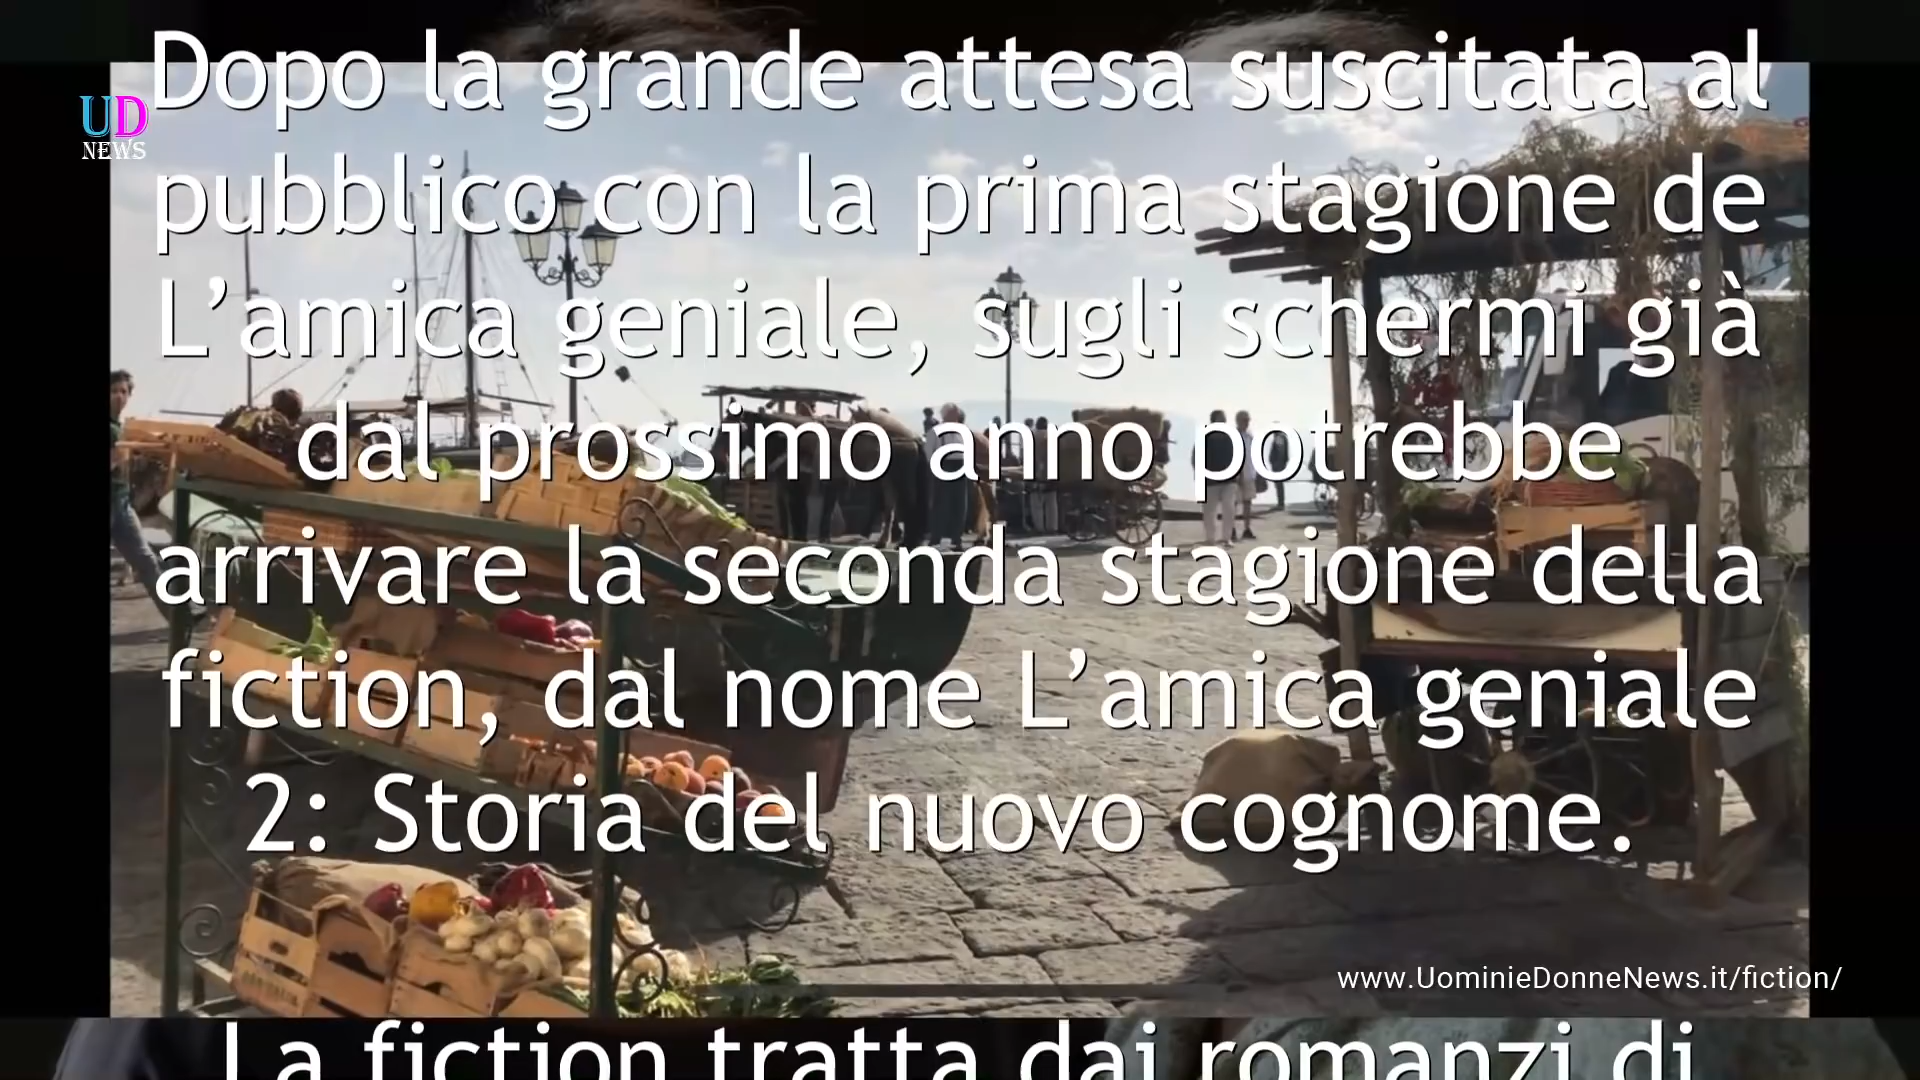 Dopo la grande attesa suscitata al
UD
NEWS
pubblico con la prima stagione de
L’amica geniale, sugli schermi già
dal prossimo anno potrebbe
arrivare la seconda stagione della
fiction, dal nome L’amica geniale
2: Storia del nuovo cognome.
www.UominieDonneNews.it/fiction/
La fiction tratta dai romanzi di